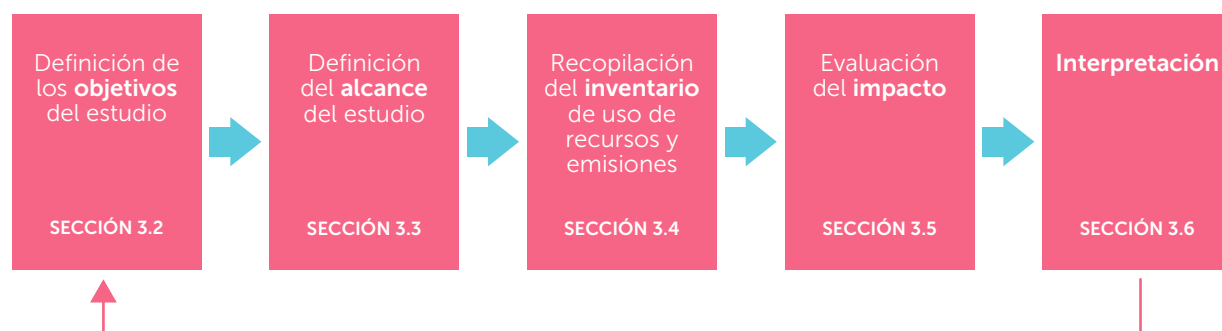 Definición de
los objetivos
del estudio
SECCIÓN 3.2
Definición
del alcance
del estudio
SECCIÓN 3.3
Recopilación
del inventario
de uso de
recursos y
emisiones
SECCIÓN 3.4
Evaluación
del impacto
SECCIÓN 3.5
Interpretación
SECCIÓN 3.6